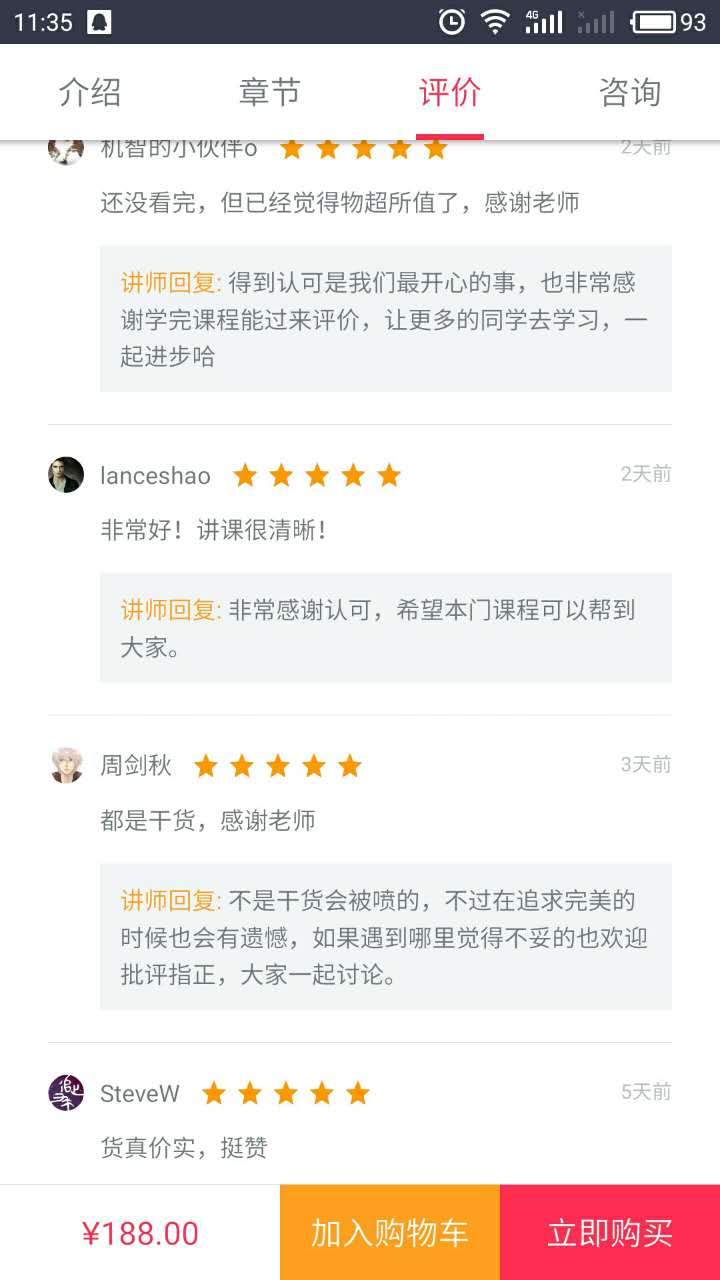 11:35
4G
93
介绍
章节
评价
咨询
机智的小伙伴o
2天前
还没看完，但已经觉得物超所值了，感谢老师
讲师回复: 得到认可是我们最开心的事，也非常感
谢学完课程能过来评价，让更多的同学去学习，一
起进步哈
lanceshao
2天前
非常好！讲课很清晰！
讲师回复: 非常感谢认可，希望本门课程可以帮到
大家。
周剑秋
3天前
都是干货，感谢老师
讲师回复: 不是干货会被喷的，不过在追求完美的
时候也会有遗憾，如果遇到哪里觉得不妥的也欢迎
批评指正，大家一起讨论。
SteveW
5天前
货真价实，挺赞
¥188.00
加入购物车
立即购买